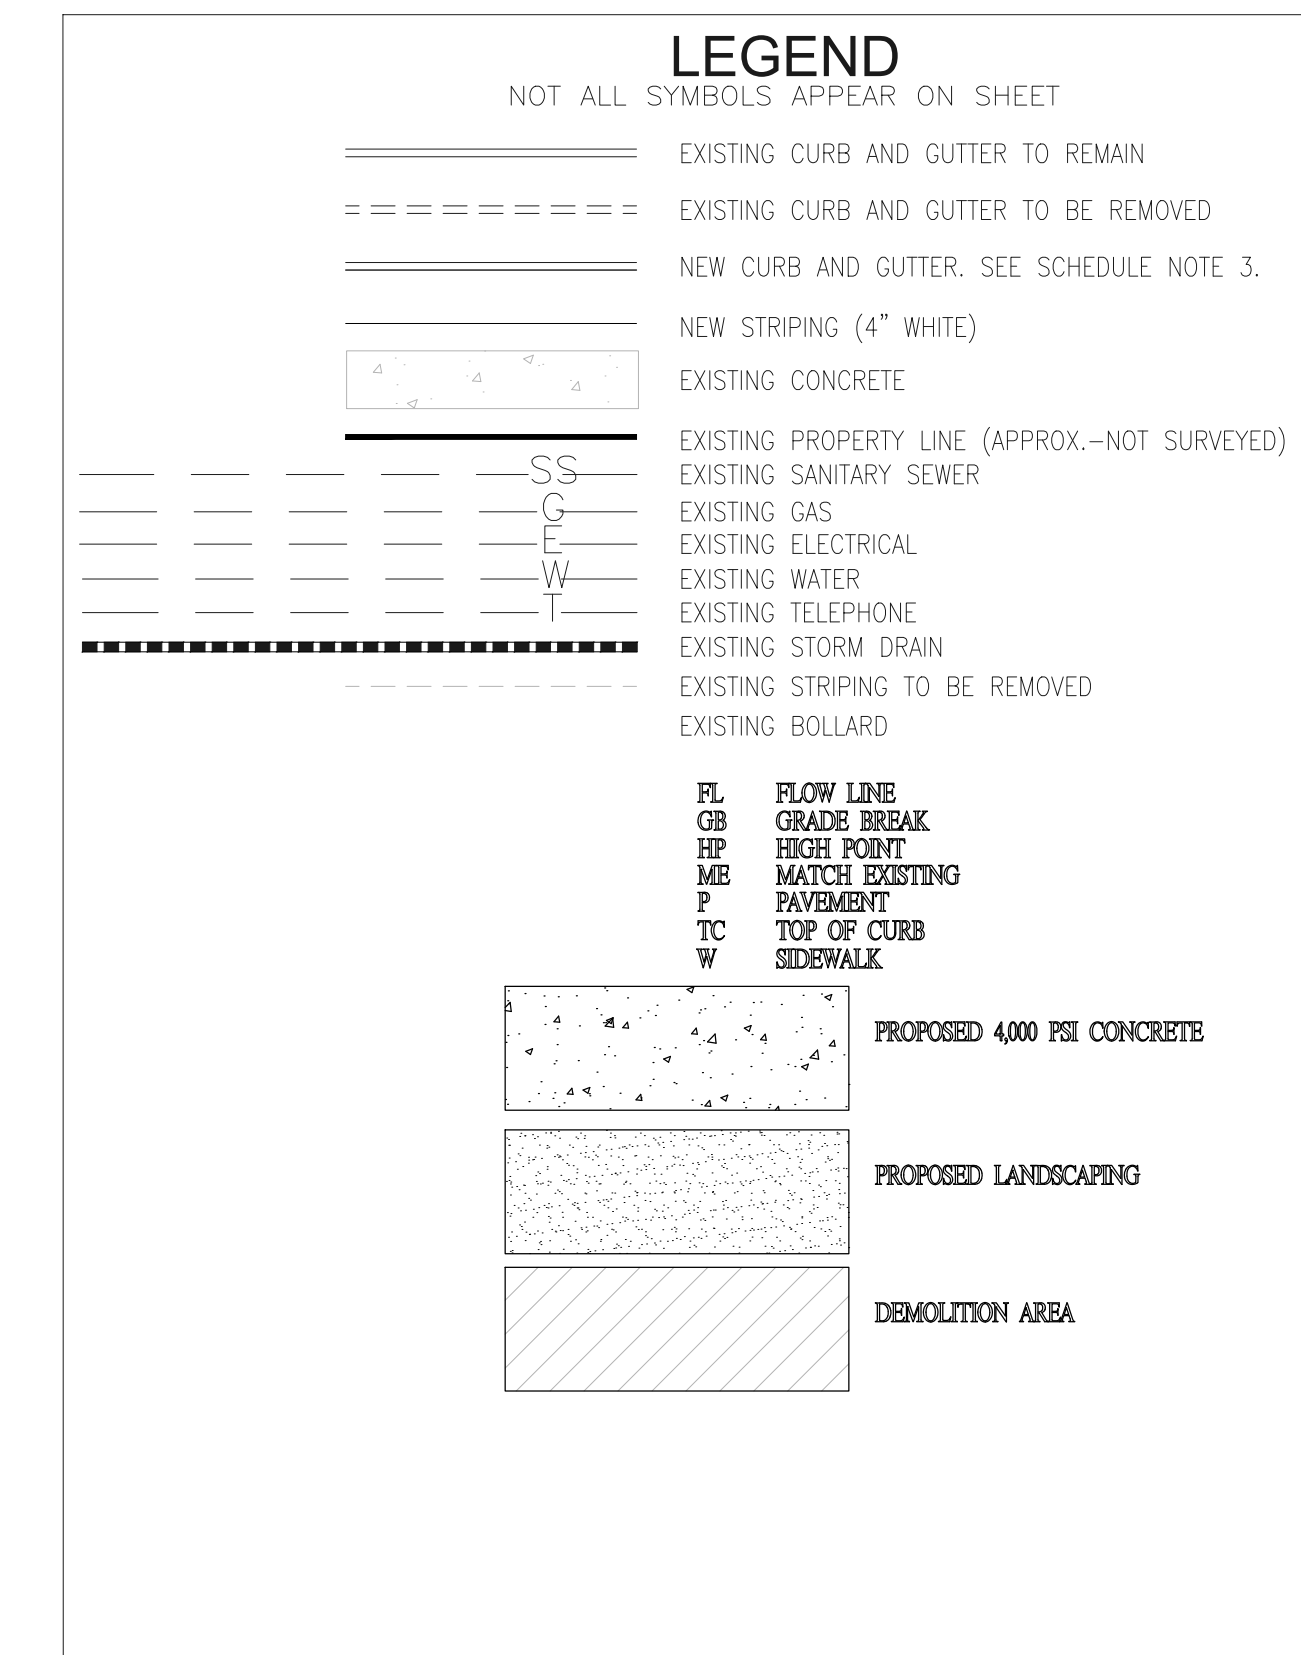 LEGEND
NOT ALL SYMBOLS APPEAR ON SHEET
EXISTING CURB AND GUTTER TO REMAIN
EXISTING CURB AND GUTTER TO BE REMOVED
NEW CURB AND GUTTER. SEE SCHEDULE NOTE 3.
NEW STRIPING (4" WHITE)
EXISTING CONCRETE
EXISTING PROPERTY LINE (APPROX.-NOT SURVEYED)
SS EXISTING SANITARY SEWER
G EXISTING GAS
E EXISTING ELECTRICAL
W EXISTING WATER
T EXISTING TELEPHONE
EXISTING STORM DRAIN
EXISTING STRIPING TO BE REMOVED
EXISTING BOLLARD
FL FLOW LINE
GB GRADE BREAK
HP HIGH POINT
ME MATCH EXISTING
P PAVEMENT
TC TOP OF CURB
W SIDEWALK
PROPOSED 4,000 PSI CONCRETE
PROPOSED LANDSCAPING
DEMOLITION AREA